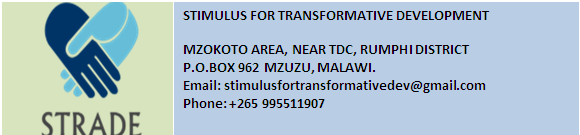 STRADE
STIMULUS FOR TRANSFORMATIVE DEVELOPMENT
MZOKOTO AREA, NEAR TDC, RUMPHI DISTRICT
P.O.BOX 962 MZUZU, MALAWI.
Email: stimulusfortransformativedev@gmail.com
Phone: +265 995511907